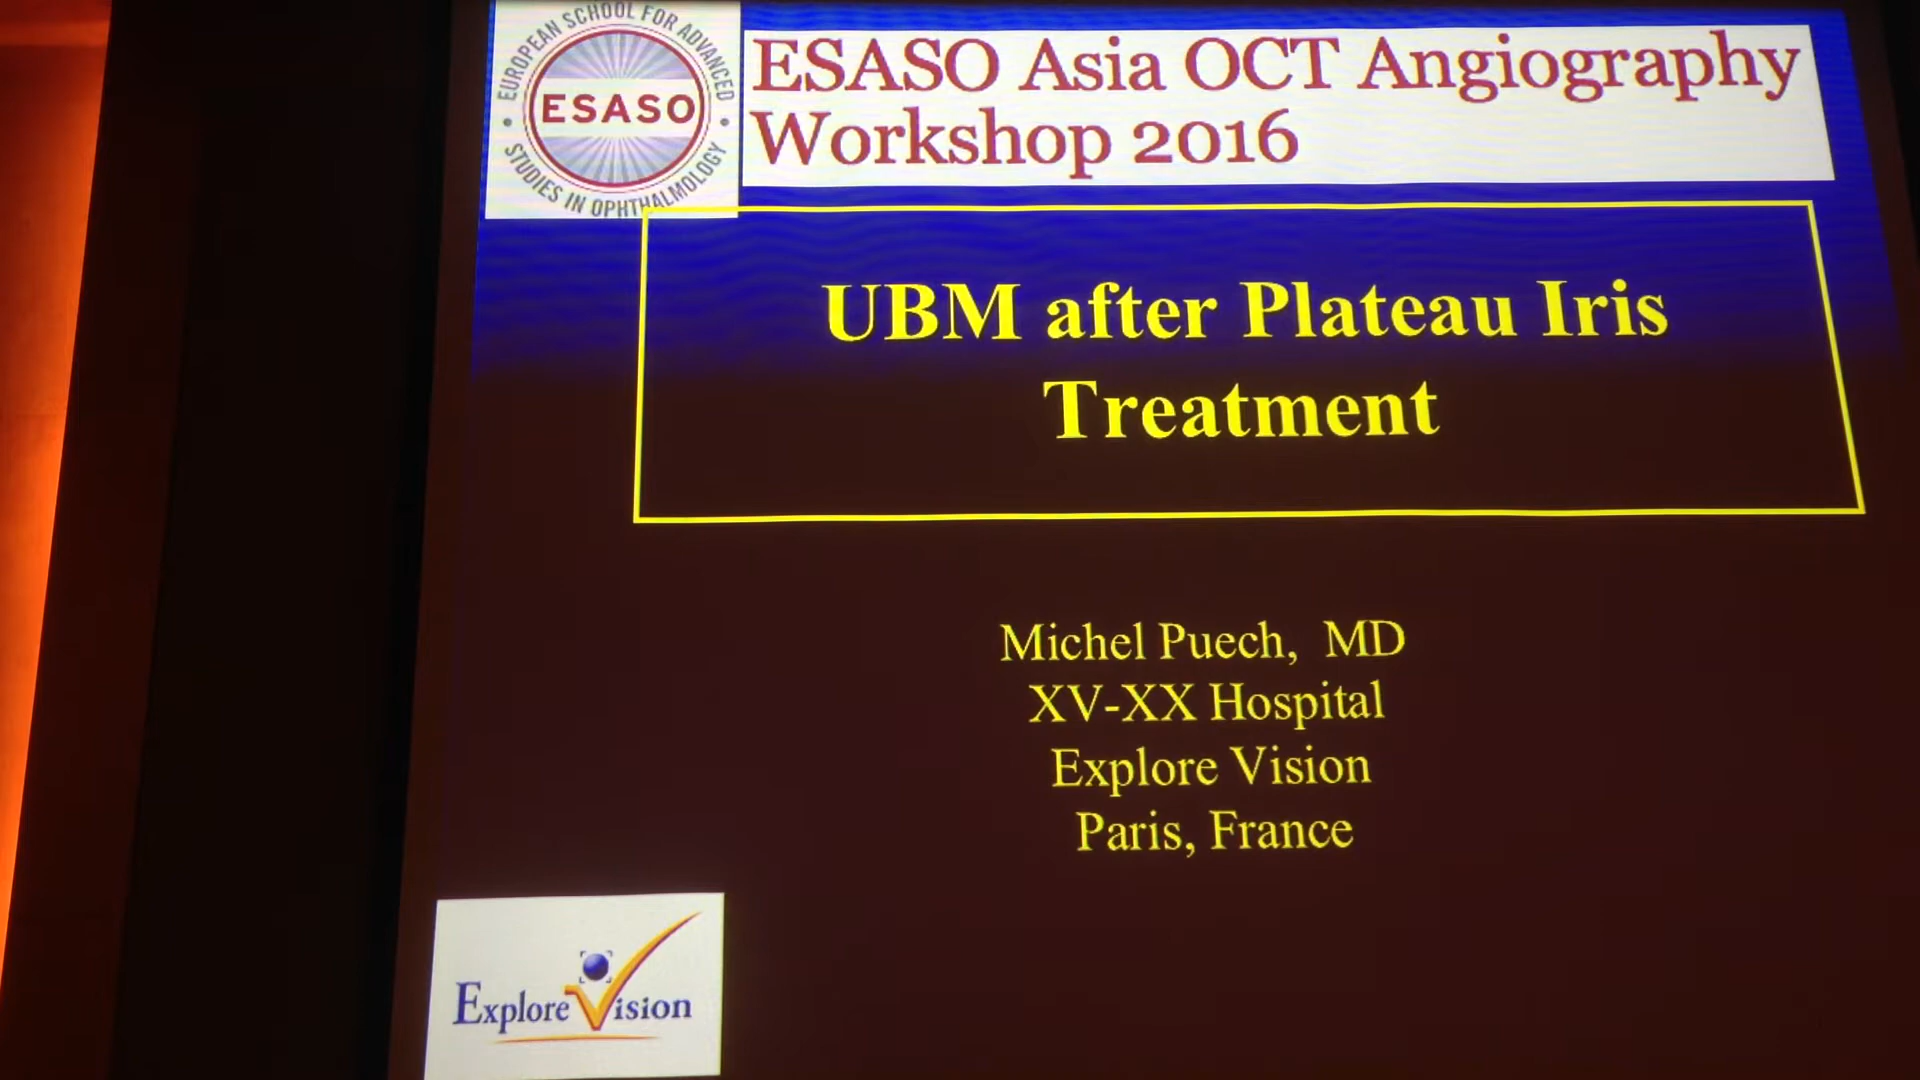 EUROPEAN SCHOOL FOR ADVANCED
ESASO
STUDIES IN OPHTHALMOLOGY
ESASO Asia OCT Angiography
Workshop 2016
UBM after Plateau Iris
Treatment
Michel Puech, MD
XV-XX Hospital
Explore Vision
Paris, France
Explore Vision